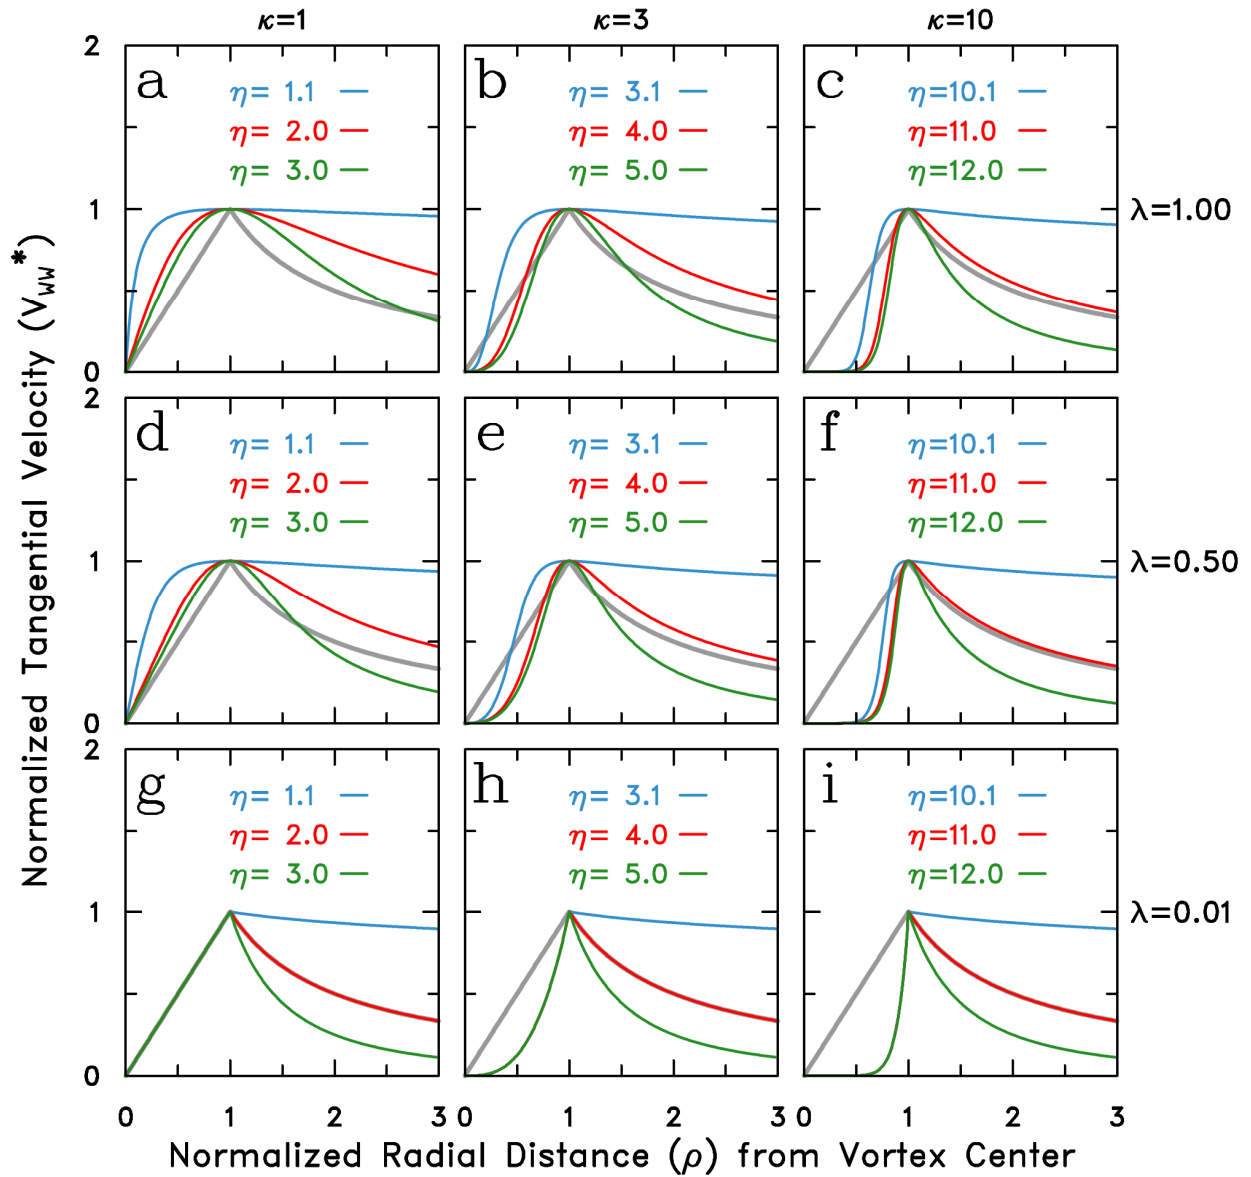 κ=1 κ=3 κ=10
2
a
η= 1.1
η= 2.0
η= 3.0
b
η= 3.1
η= 4.0
η= 5.0
c
η=10.1
η=11.0
η=12.0
1
λ=1.00
0
2
d
η= 1.1
η= 2.0
η= 3.0
e
η= 3.1
η= 4.0
η= 5.0
f
η=10.1
η=11.0
η=12.0
1
λ=0.50
0
2
g
η= 1.1
η= 2.0
η= 3.0
h
η= 3.1
η= 4.0
η= 5.0
i
η=10.1
η=11.0
η=12.0
1
λ=0.01
0
0 1 2 3 0 1 2 3 0 1 2 3
Normalized Radial Distance (ρ) from Vortex Center
Normalized Tangential Velocity (VWW*)